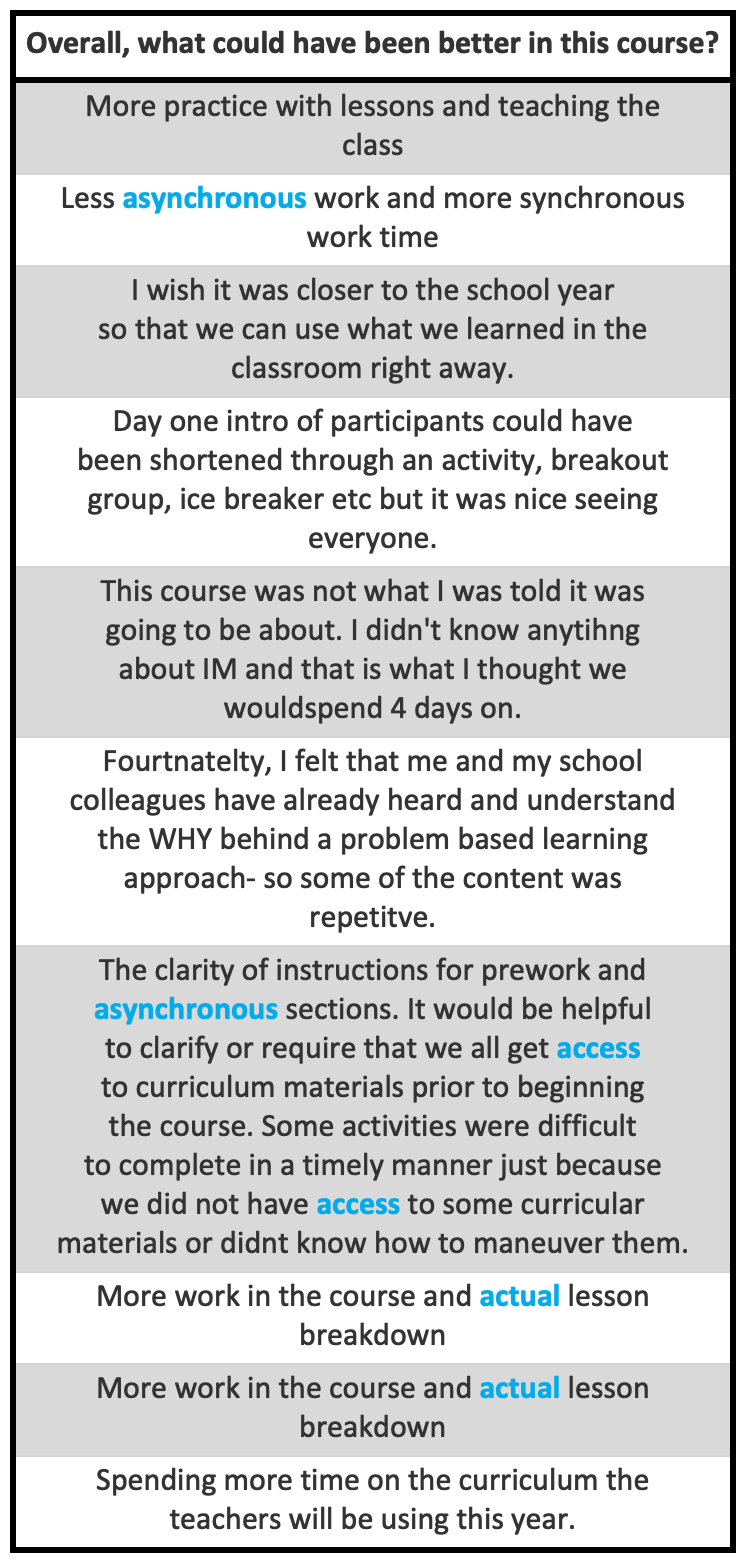 Overall, what could have been better in this course?
More practice with lessons and teaching the
class
Less asynchronous work and more synchronous
work time
I wish it was closer to the school year
so that we can use what we learned in the
classroom right away.
Day one intro of participants could have
been shortened through an activity, breakout
group, ice breaker etc but it was nice seeing
everyone.
This course was not what I was told it was
going to be about. I didn't know anytihng
about IM and that is what I thought we
wouldspend 4 days on.
Fourtnatelty, I felt that me and my school
colleagues have already heard and understand
the WHY behind a problem based learning
approach- so some of the content was
repetitve.
The clarity of instructions for prework and
asynchronous sections. It would be helpful
to clarify or require that we all get access
to curriculum materials prior to beginning
the course. Some activities were difficult
to complete in a timely manner just because
we did not have access to some curricular
materials or didnt know how to maneuver them.
More work in the course and actual lesson
breakdown
More work in the course and actual lesson
breakdown
Spending more time on the curriculum the
teachers will be using this year.